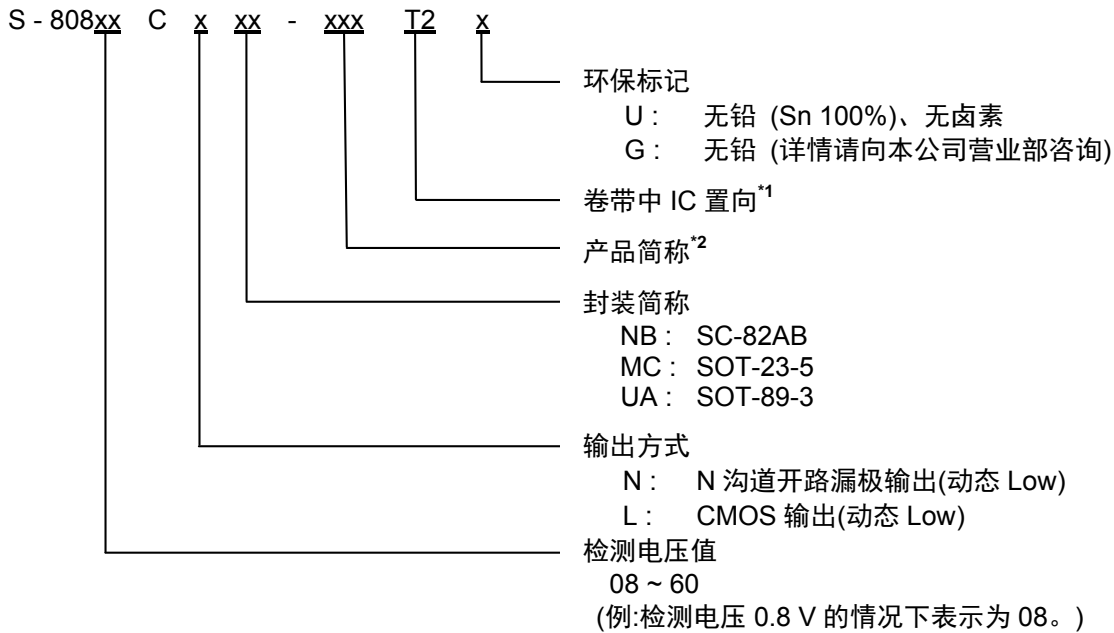 S - 808xx C x xx - xxx T2 x
环保标记
U : 无铅 (Sn 100%)、无卤素
G : 无铅 (详情请向本公司营业部咨询)
卷带中 IC 置向*1
产品简称*2
封装简称
NB : SC-82AB
MC : SOT-23-5
UA : SOT-89-3
输出方式
N : N 沟道开路漏极输出(动态 Low)
L : CMOS 输出(动态 Low)
检测电压值
08 ~ 60
(例:检测电压 0.8 V 的情况下表示为 08。)